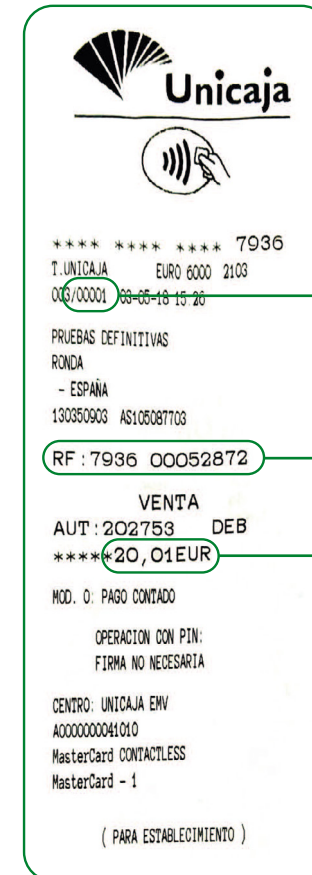 Unicaja
**** **** **** 7936
T.UNICAJA EURO 6000 2103
003/00001 03-05-18 15.26
PRUEBAS DEFINITIVAS
RONDA
- ESPAÑA
130350903 AS105087703
RF:7936 00052872
VENTA
AUT:202753 DEB
*****20,01EUR
MOD. 0: PAGO CONTADO
OPERACION CON PIN:
FIRMA NO NECESARIA
CENTRO: UNICAJA EMV
A0000000041010
MasterCard CONTACTLESS
MasterCard - 1
( PARA ESTABLECIMIENTO )